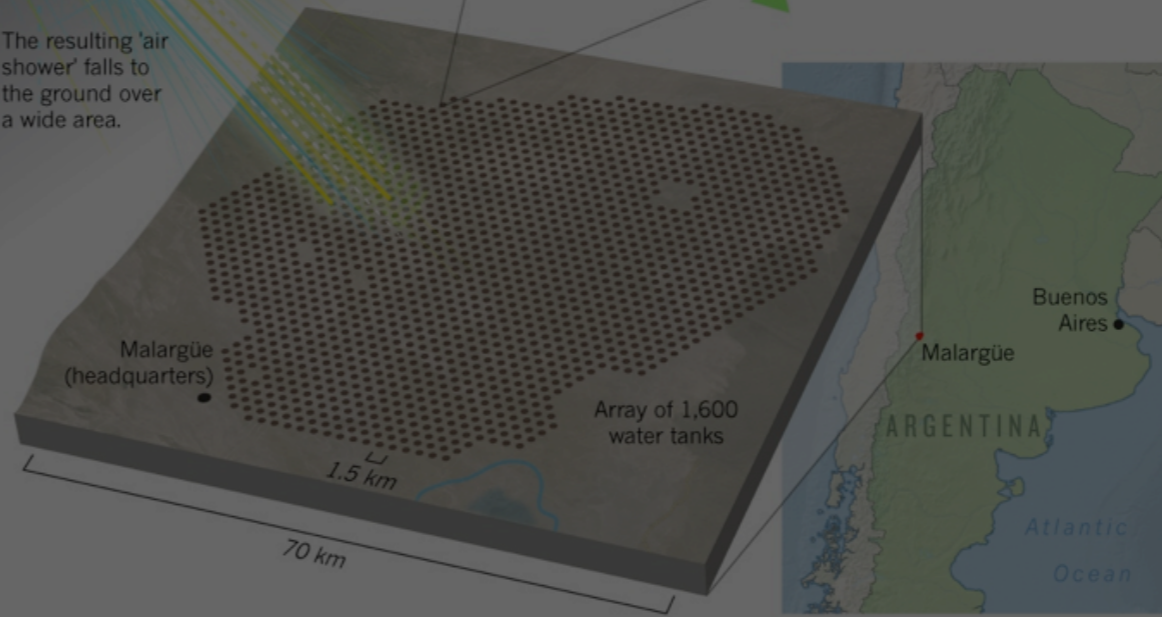 The resulting 'air
shower' falls to
the ground over
a wide area.
Malargüe
(headquarters)
1.5 km
70 km
Array of 1,600
water tanks
Buenos
Aires
Malargüe
ARGENTINA
Atlantic
Ocean